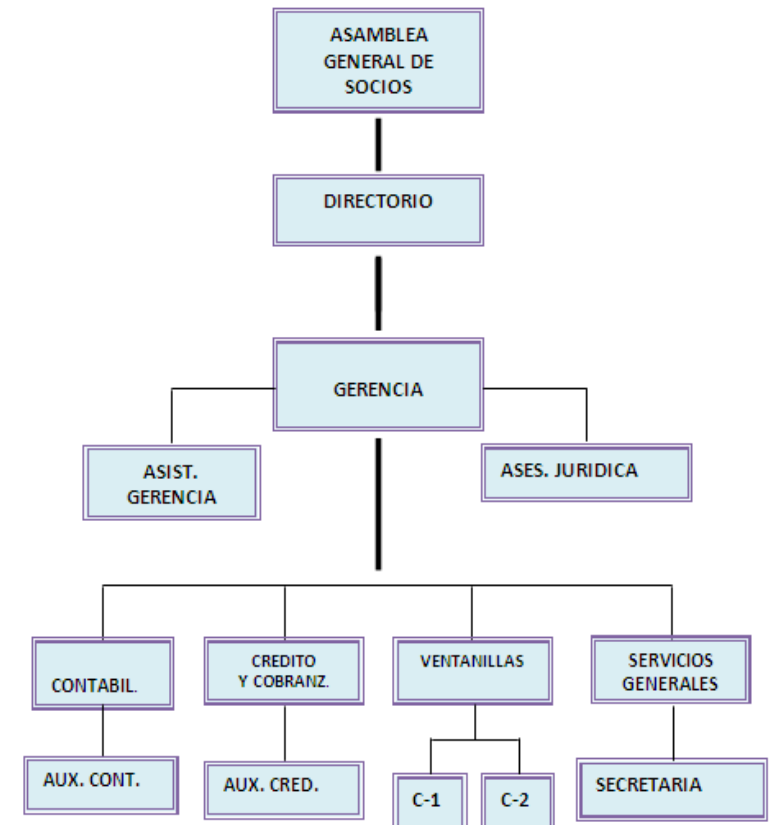 ASAMBLEA
GENERAL DE
SOCIOS
DIRECTORIO
GERENCIA
ASIST.
GERENCIA
ASES. JURIDICA
CONTABIL.
CREDITO
Y COBRANZ.
VENTANILLAS
SERVICIOS
GENERALES
AUX. CONT.
AUX. CRED.
C-1
C-2
SECRETARIA